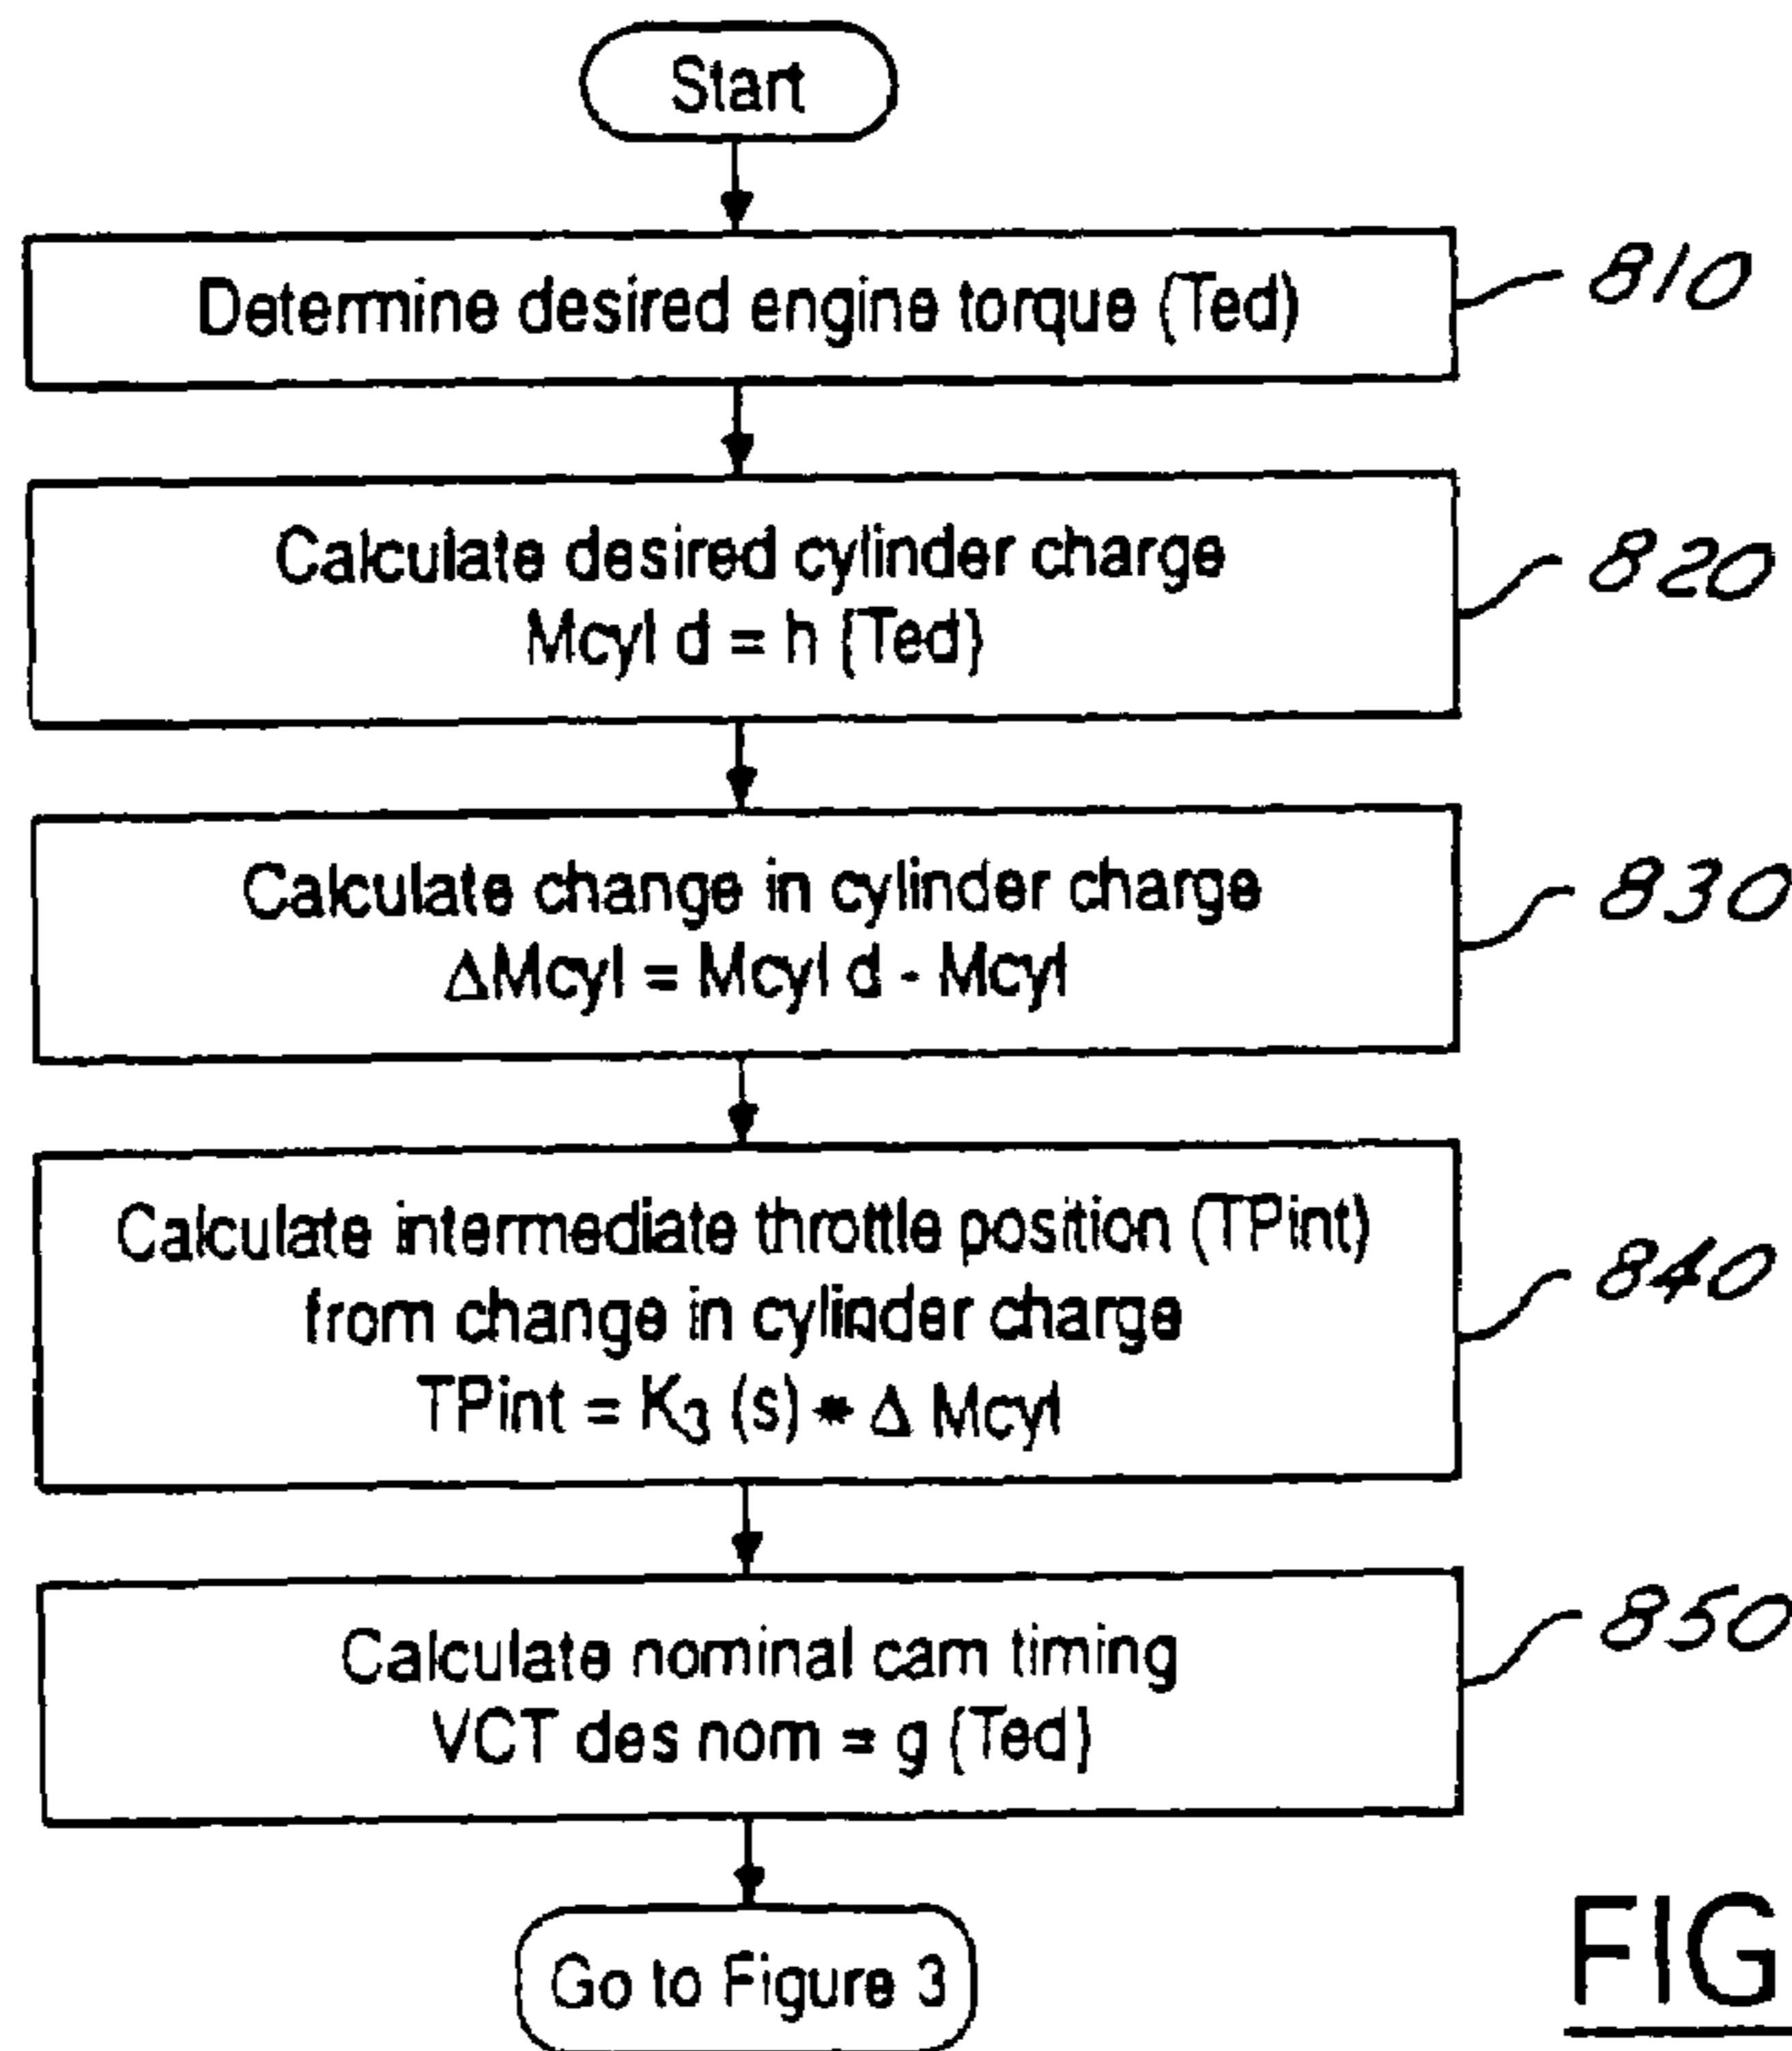 Start
Determine desired engine torque (Ted)
810
Calculate desired cylinder charge
Mcyl d = h (Ted)
820
Calculate change in cylinder charge
ΔMcyl = Mcyl d - Mcyl
830
Calculate intermediate throttle position (TPint)
from change in cylinder charge
TPint = K₃ (s) * Δ Mcyl
840
Calculate nominal cam timing
VCT des nom = g (Ted)
850
Go to Figure 3
FIG